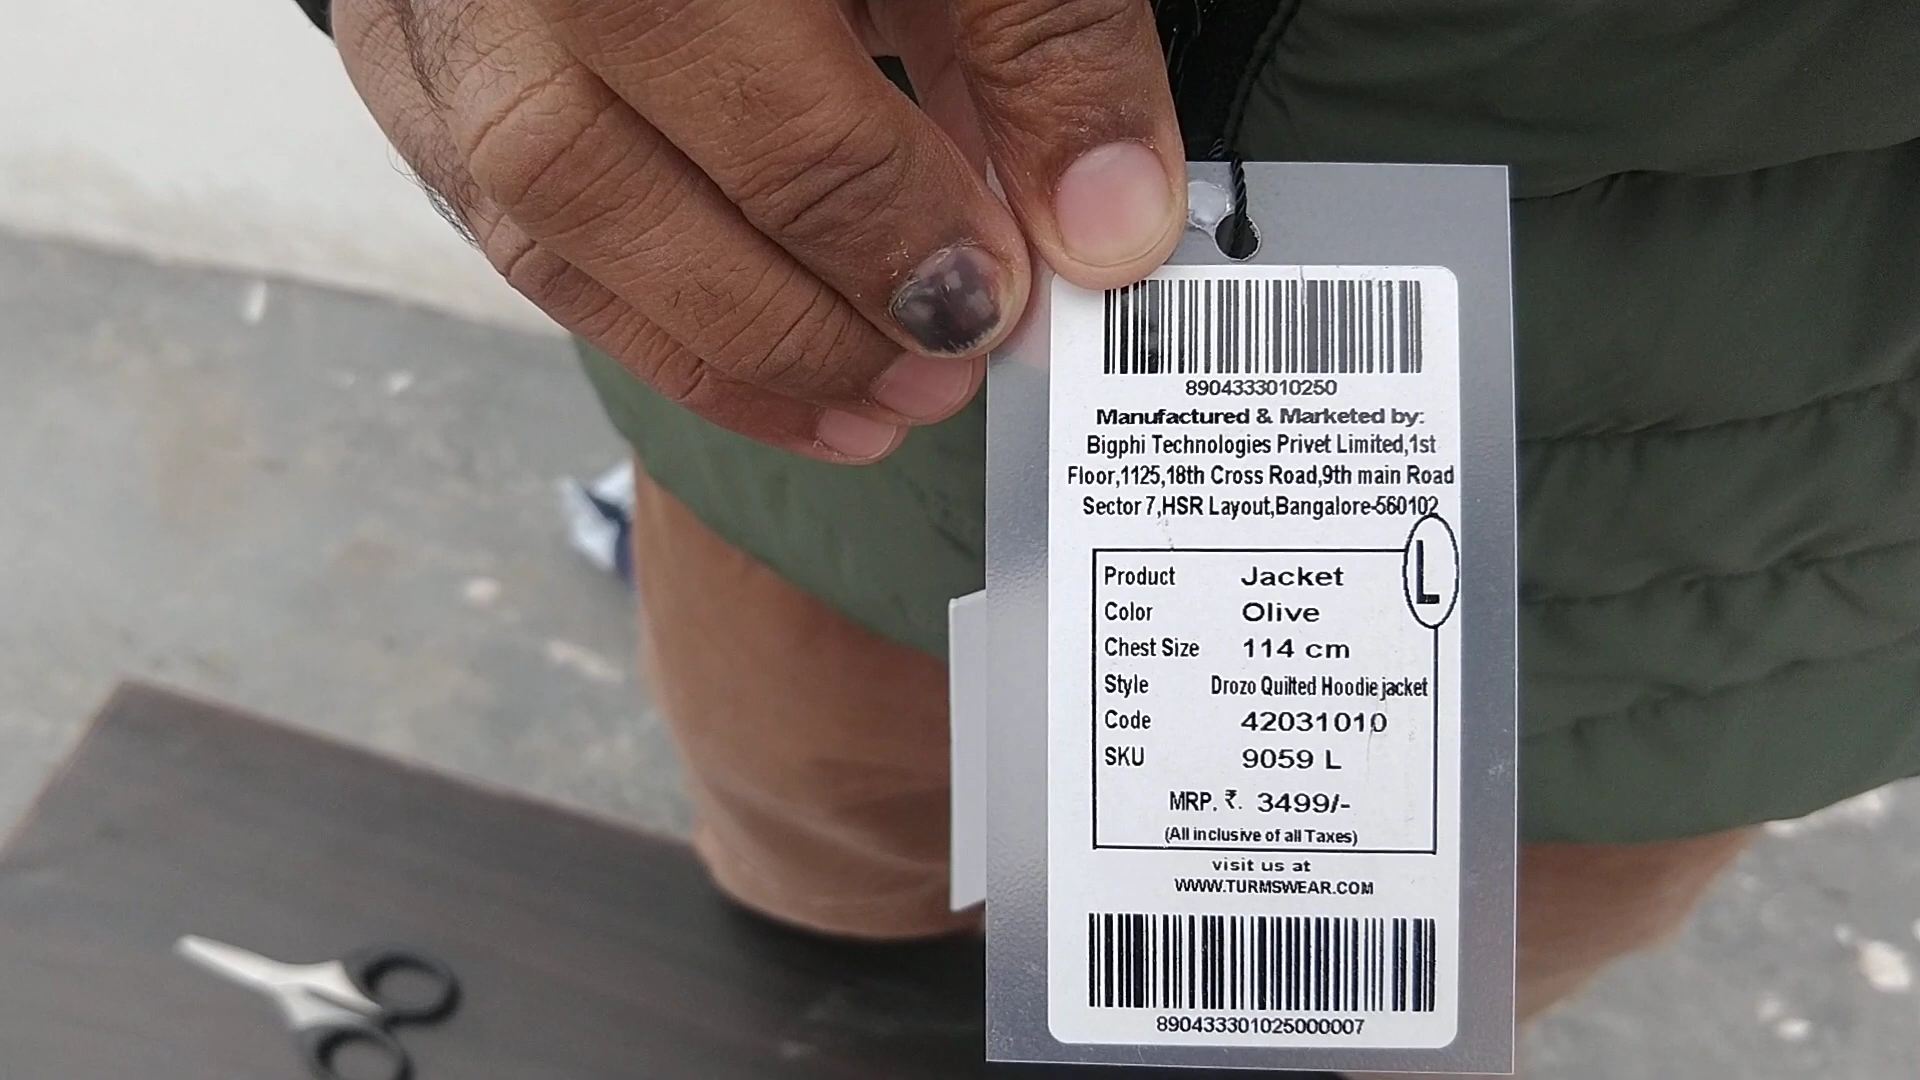 8904333010250
Manufactured & Marketed by:
Bigphi Technologies Privet Limited,1st
Floor,1125,18th Cross Road,9th main Road
Sector 7,HSR Layout,Bangalore-560102
L
Product Jacket
Color Olive
Chest Size 114 cm
Style Drozo Quilted Hoodie jacket
Code 42031010
SKU 9059 L
MRP. ₹. 3499/-
(All inclusive of all Taxes)
visit us at
WWW.TURMSWEAR.COM
890433301025000007